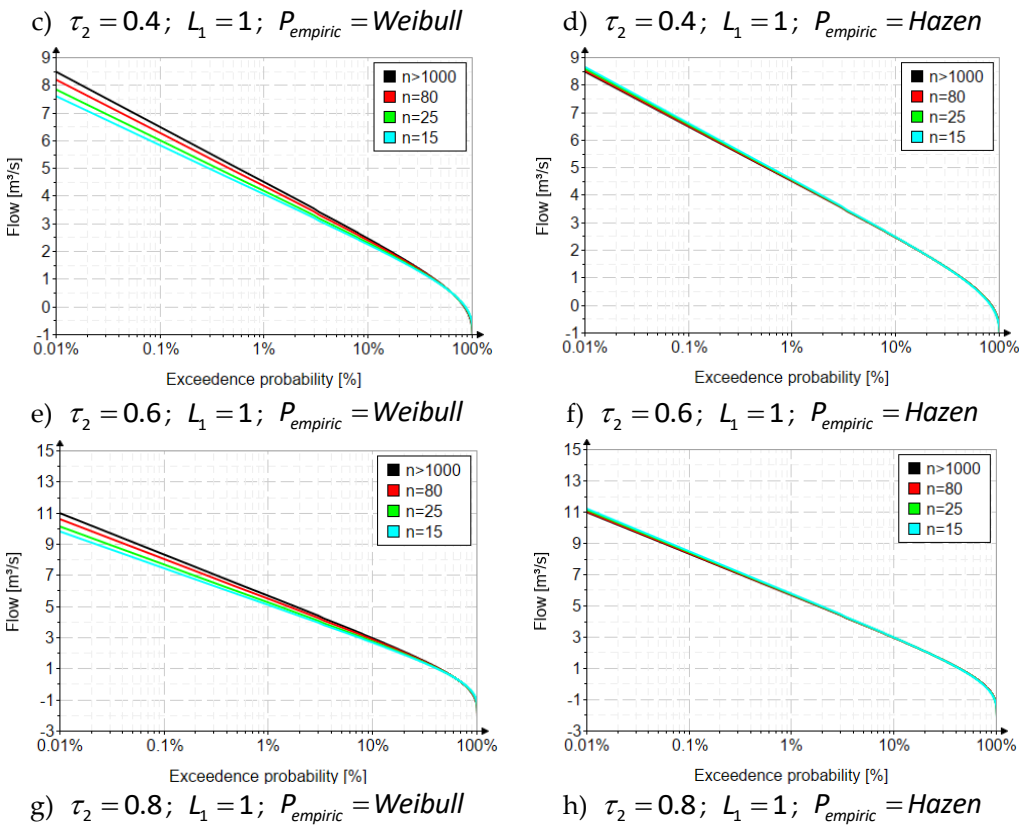 c) τ₂ = 0.4; L₁ = 1; P_empiric = Weibull
d) τ₂ = 0.4; L₁ = 1; P_empiric = Hazen
9
8
7
6
5
4
3
2
1
0
-1
Flow [m³/s]
n>1000
n=80
n=25
n=15
0.01% 0.1% 1% 10% 100%
Exceedence probability [%]
9
8
7
6
5
4
3
2
1
0
-1
Flow [m³/s]
n>1000
n=80
n=25
n=15
0.01% 0.1% 1% 10% 100%
Exceedence probability [%]
e) τ₂ = 0.6; L₁ = 1; P_empiric = Weibull
f) τ₂ = 0.6; L₁ = 1; P_empiric = Hazen
15
13
11
9
7
5
3
1
-1
-3
Flow [m³/s]
n>1000
n=80
n=25
n=15
0.01% 0.1% 1% 10% 100%
Exceedence probability [%]
15
13
11
9
7
5
3
1
-1
-3
Flow [m³/s]
n>1000
n=80
n=25
n=15
0.01% 0.1% 1% 10% 100%
Exceedence probability [%]
g) τ₂ = 0.8; L₁ = 1; P_empiric = Weibull
h) τ₂ = 0.8; L₁ = 1; P_empiric = Hazen